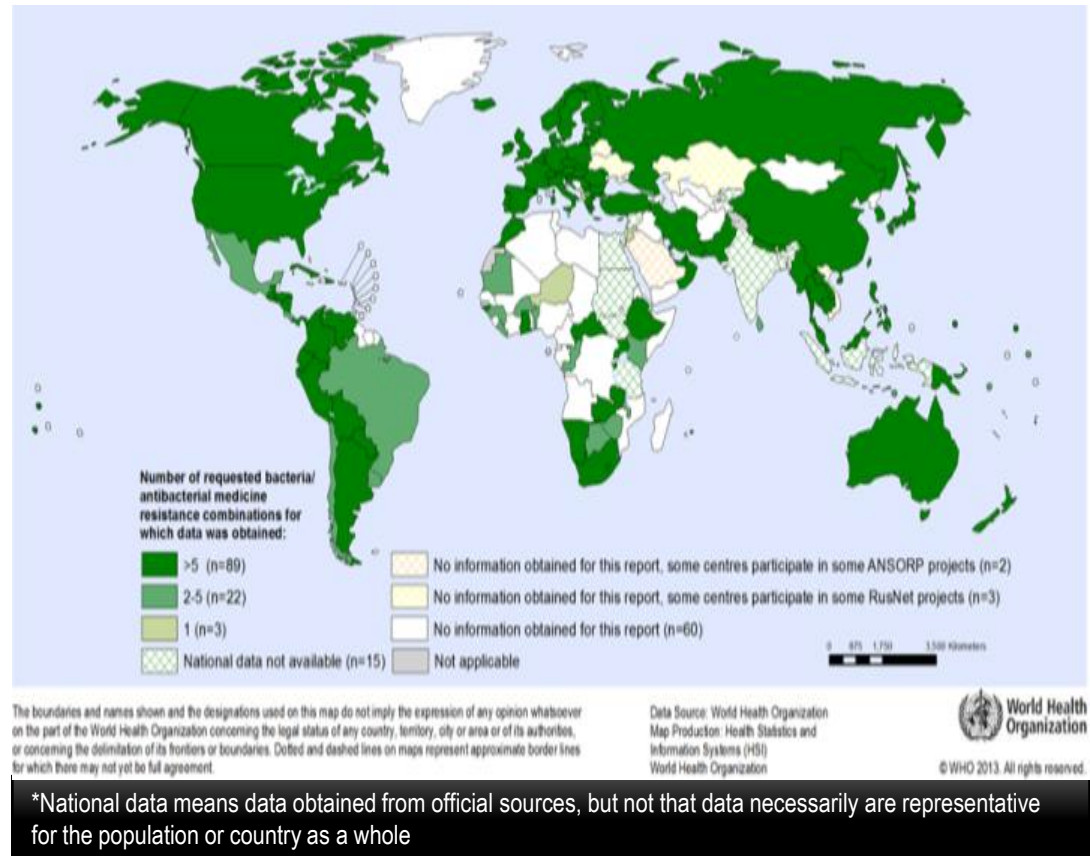 Number of requested bacteria/
antibacterial medicine
resistance combinations for
which data was obtained:
>5 (n=89)
2-5 (n=22)
1 (n=3)
National data not available (n=15)
No information obtained for this report, some centres participate in some ANSORP projects (n=2)
No information obtained for this report, some centres participate in some RusNet projects (n=3)
No information obtained for this report (n=60)
Not applicable
0 875 1,750 3,500 Kilometers
The boundaries and names shown and the designations used on this map do not imply the expression of any opinion whatsoever
on the part of the World Health Organization concerning the legal status of any country, territory, city or area or of its authorities,
or concerning the delimitation of its frontiers or boundaries. Dotted and dashed lines on maps represent approximate border lines
for which there may not yet be full agreement.
Data Source: World Health Organization
Map Production: Health Statistics and
Information Systems (HSI)
World Health Organization
World Health
Organization
© WHO 2013. All rights reserved.
*National data means data obtained from official sources, but not that data necessarily are representative
for the population or country as a whole